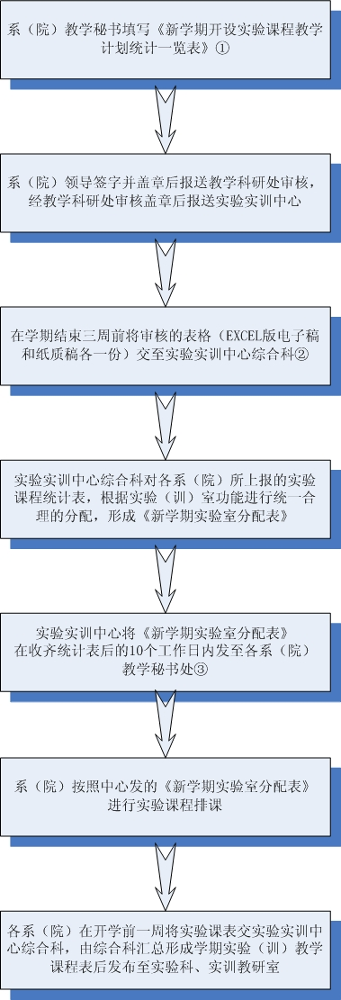 系（院）教学秘书填写《新学期开设实验课程教学
计划统计一览表》①
系（院）领导签字并盖章后报送教学科研处审核，
经教学科研处审核盖章后报送实验实训中心
在学期结束三周前将审核的表格（EXCEL版电子稿
和纸质稿各一份）交至实验实训中心综合科②
实验实训中心综合科对各系（院）所上报的实验
课程统计表，根据实验（训）室功能进行统一合
理的分配，形成《新学期实验室分配表》
实验实训中心将《新学期实验室分配表》
在收齐统计表后的10个工作日内发至各系（院）
教学秘书处③
系（院）按照中心发的《新学期实验室分配表》
进行实验课程排课
各系（院）在开学前一周将实验课表交实验实训中
心综合科，由综合科汇总形成学期实验（训）教学
课程表后发布至实验科、实训教研室